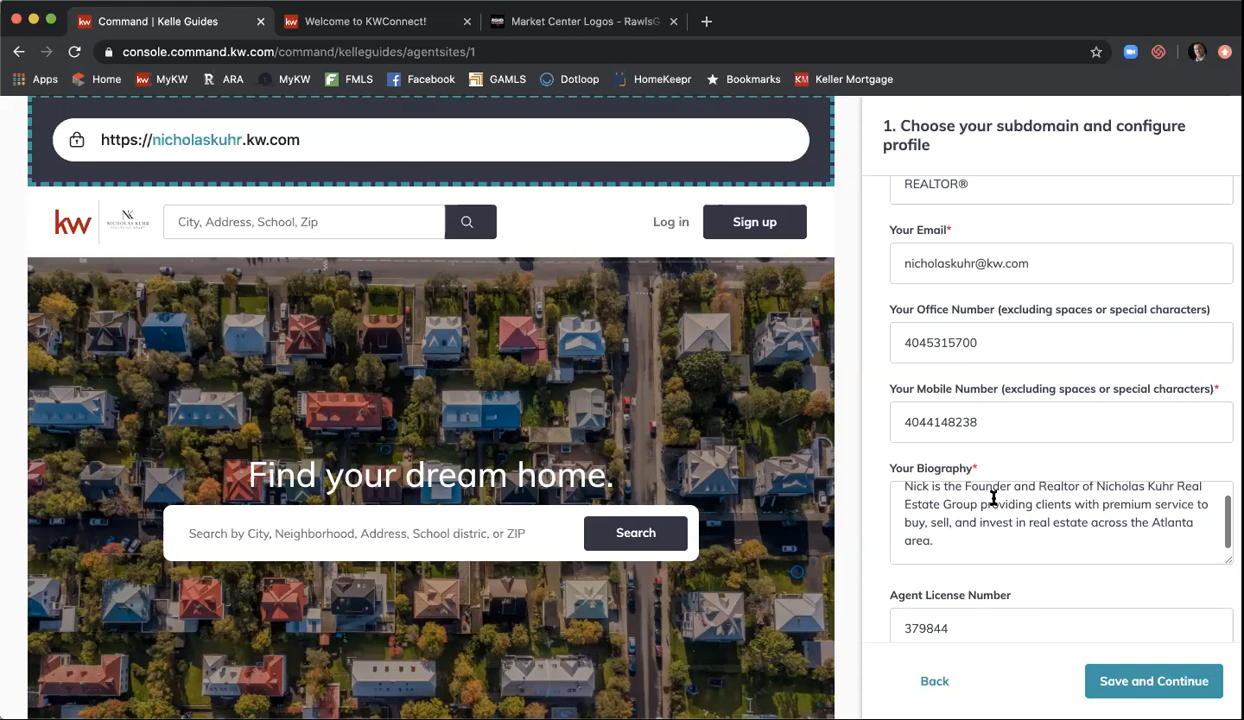 Command | Kelle Guides
Welcome to KWConnect!
Market Center Logos - RawlsG
console.command.kw.com/command/kelleguides/agentsites/1
Apps
Home
kw
MyKW
ARA
MyKW
FMLS
Facebook
GAMLS
Dotloop
HomeKeepr
Bookmarks
KM
Keller Mortgage
https://nicholaskuhr.kw.com
kw
NICHOLAS KUHR
City, Address, School, Zip
Log in
Sign up
Find your dream home.
Search by City, Neighborhood, Address, School distric, or ZIP
Search
1. Choose your subdomain and configure
profile
REALTOR®
Your Email*
nicholaskuhr@kw.com
Your Office Number (excluding spaces or special characters)
4045315700
Your Mobile Number (excluding spaces or special characters)*
4044148238
Your Biography*
Nick is the Founder and Realtor of Nicholas Kuhr Real
Estate Group providing clients with premium service to
buy, sell, and invest in real estate across the Atlanta
area.
Agent License Number
379844
Back
Save and Continue